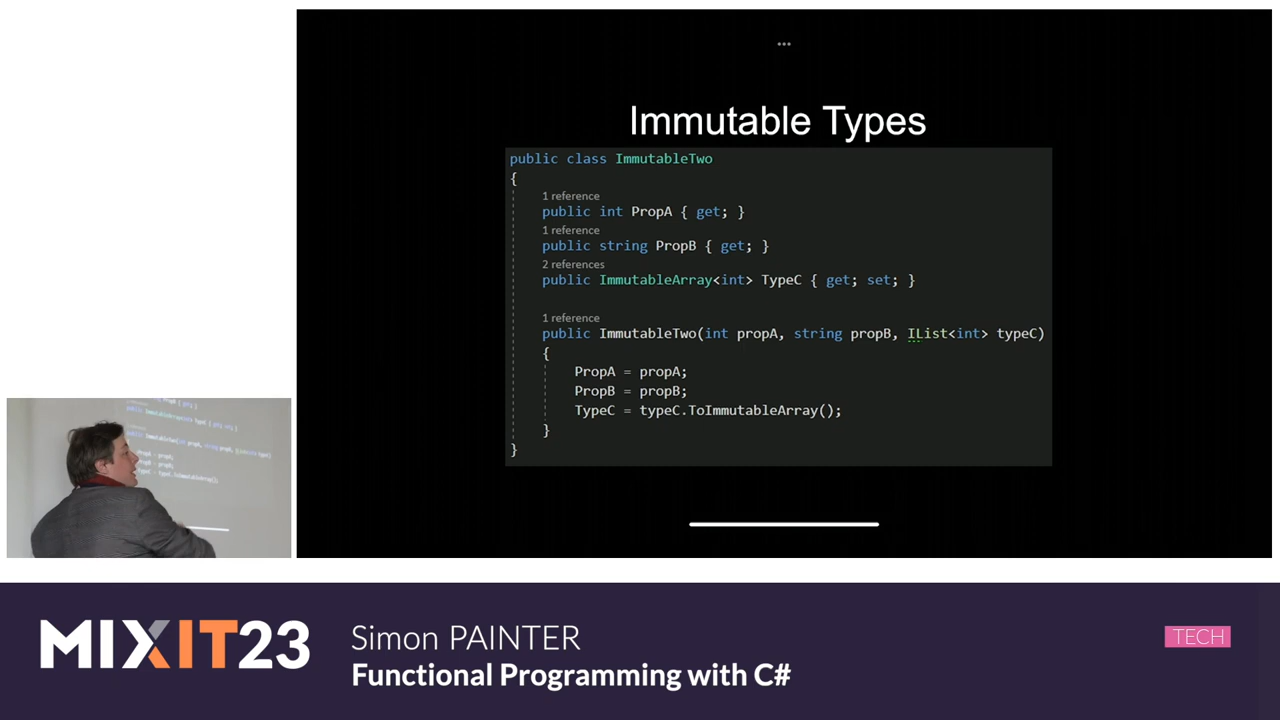 ...
Immutable Types
public class ImmutableTwo
{
1 reference
public int PropA { get; }
1 reference
public string PropB { get; }
2 references
public ImmutableArray<int> TypeC { get; set; }
1 reference
public ImmutableTwo(int propA, string propB, IList<int> typeC)
{
PropA = propA;
PropB = propB;
TypeC = typeC.ToImmutableArray();
}
}
MIXIT23
Simon PAINTER
Functional Programming with C#
TECH